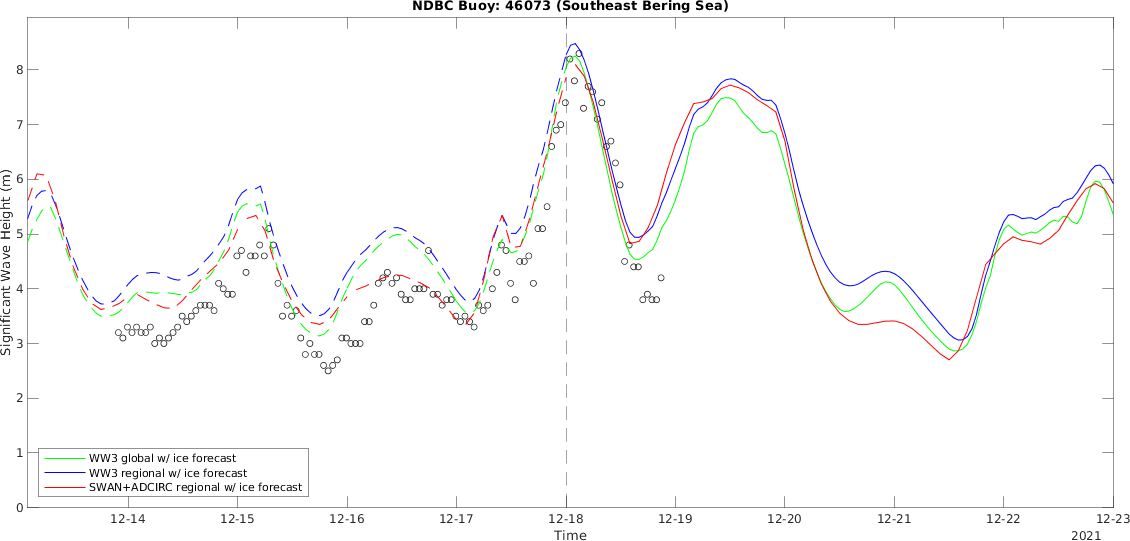 NDBC Buoy: 46073 (Southeast Bering Sea)
Significant Wave Height (m)
8
7
6
5
4
3
2
1
0
WW3 global w/ ice forecast
WW3 regional w/ ice forecast
SWAN+ADCIRC regional w/ ice forecast
12-14 12-15 12-16 12-17 12-18 12-19 12-20 12-21 12-22 12-23
Time
2021